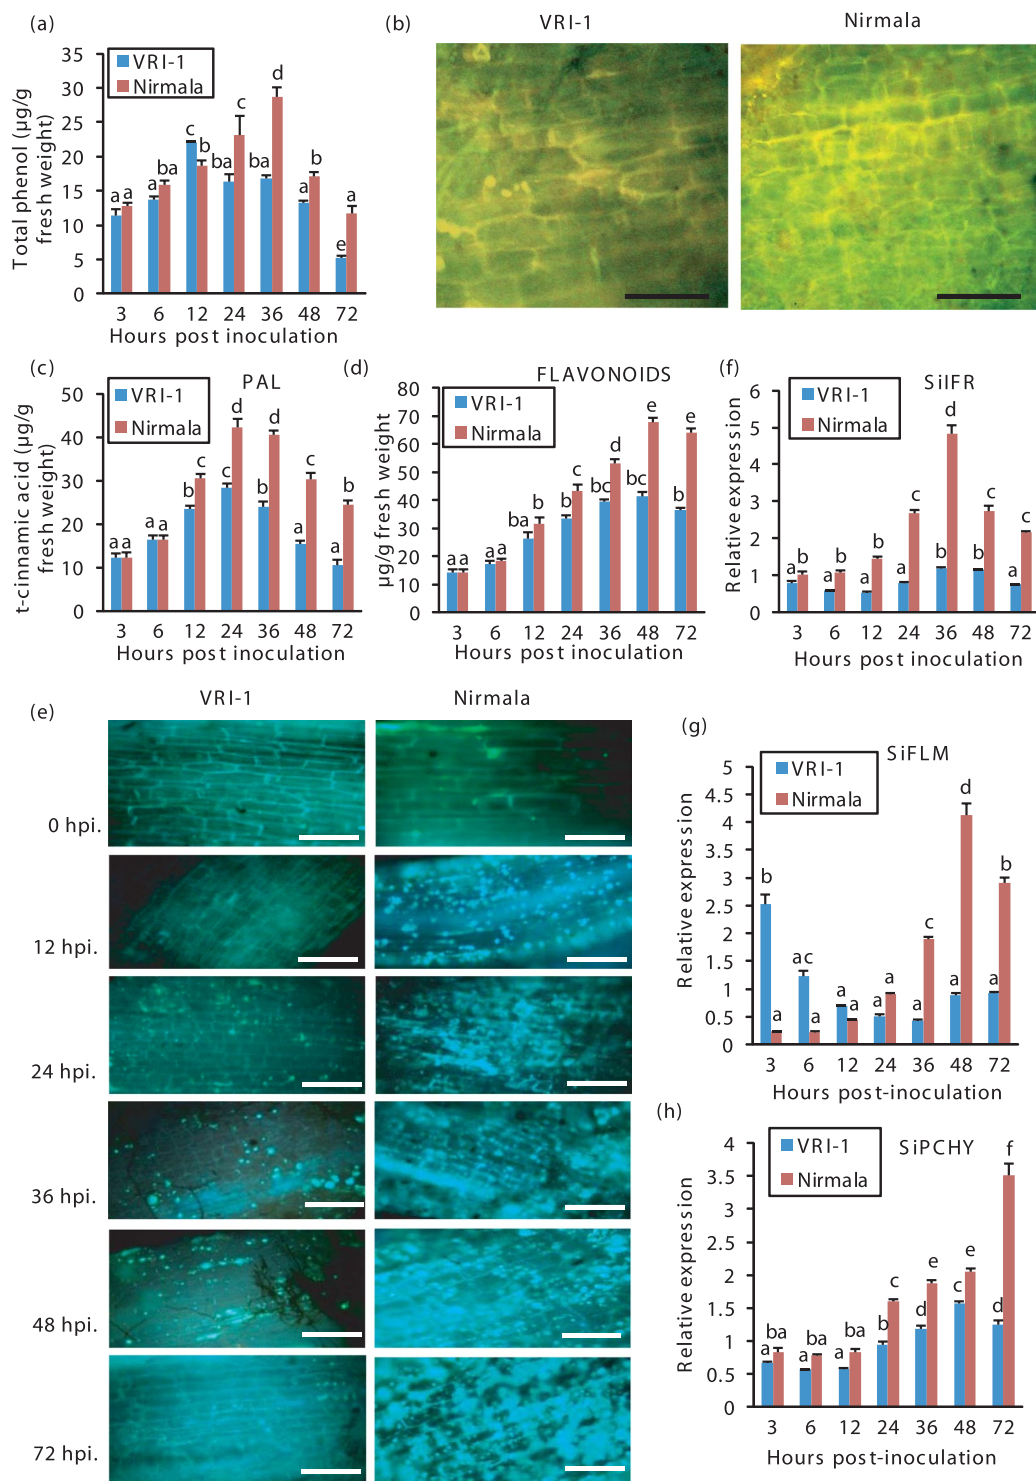 (a)
VRI-1
Nirmala
Total phenol (µg/g
fresh weight)
35
30
25
20
15
10
5
0
a a a ba c b ba c ba d a b e a
3 6 12 24 36 48 72
Hours post inoculation
(b)
VRI-1 Nirmala
(c)
PAL
VRI-1
Nirmala
t-cinnamic acid (µg/g
fresh weight)
50
40
30
20
10
0
a a a a b c c d b d a c a b
3 6 12 24 36 48 72
Hours post inoculation
(d)
FLAVONOIDS
VRI-1
Nirmala
µg/g fresh weight
80
70
60
50
40
30
20
10
0
a a a a ba b b c bc d bc e b e
3 6 12 24 36 48 72
Hours post inoculation
(f)
SiIFR
VRI-1
Nirmala
Relative expression
6
5
4
3
2
1
0
a b a b a b a c b d b c a c
3 6 12 24 36 48 72
Hours post inoculation
(e)
VRI-1 Nirmala
0 hpi.
12 hpi.
24 hpi.
36 hpi.
48 hpi.
72 hpi.
(g)
SiFLM
VRI-1
Nirmala
Relative expression
5
4.5
3.5
3
2.5
1
1
0.5
0
b a ac a a a a a a c a d a b
3 6 12 24 36 48 72
Hours post-inoculation
(h)
SiPCHY
VRI-1
Nirmala
Relative expression
4
3.5
3
2.5
2
1.5
1
0.5
0
a ba a ba a ba b c d e c e d f
3 6 12 24 36 48 72
Hours post-inoculation